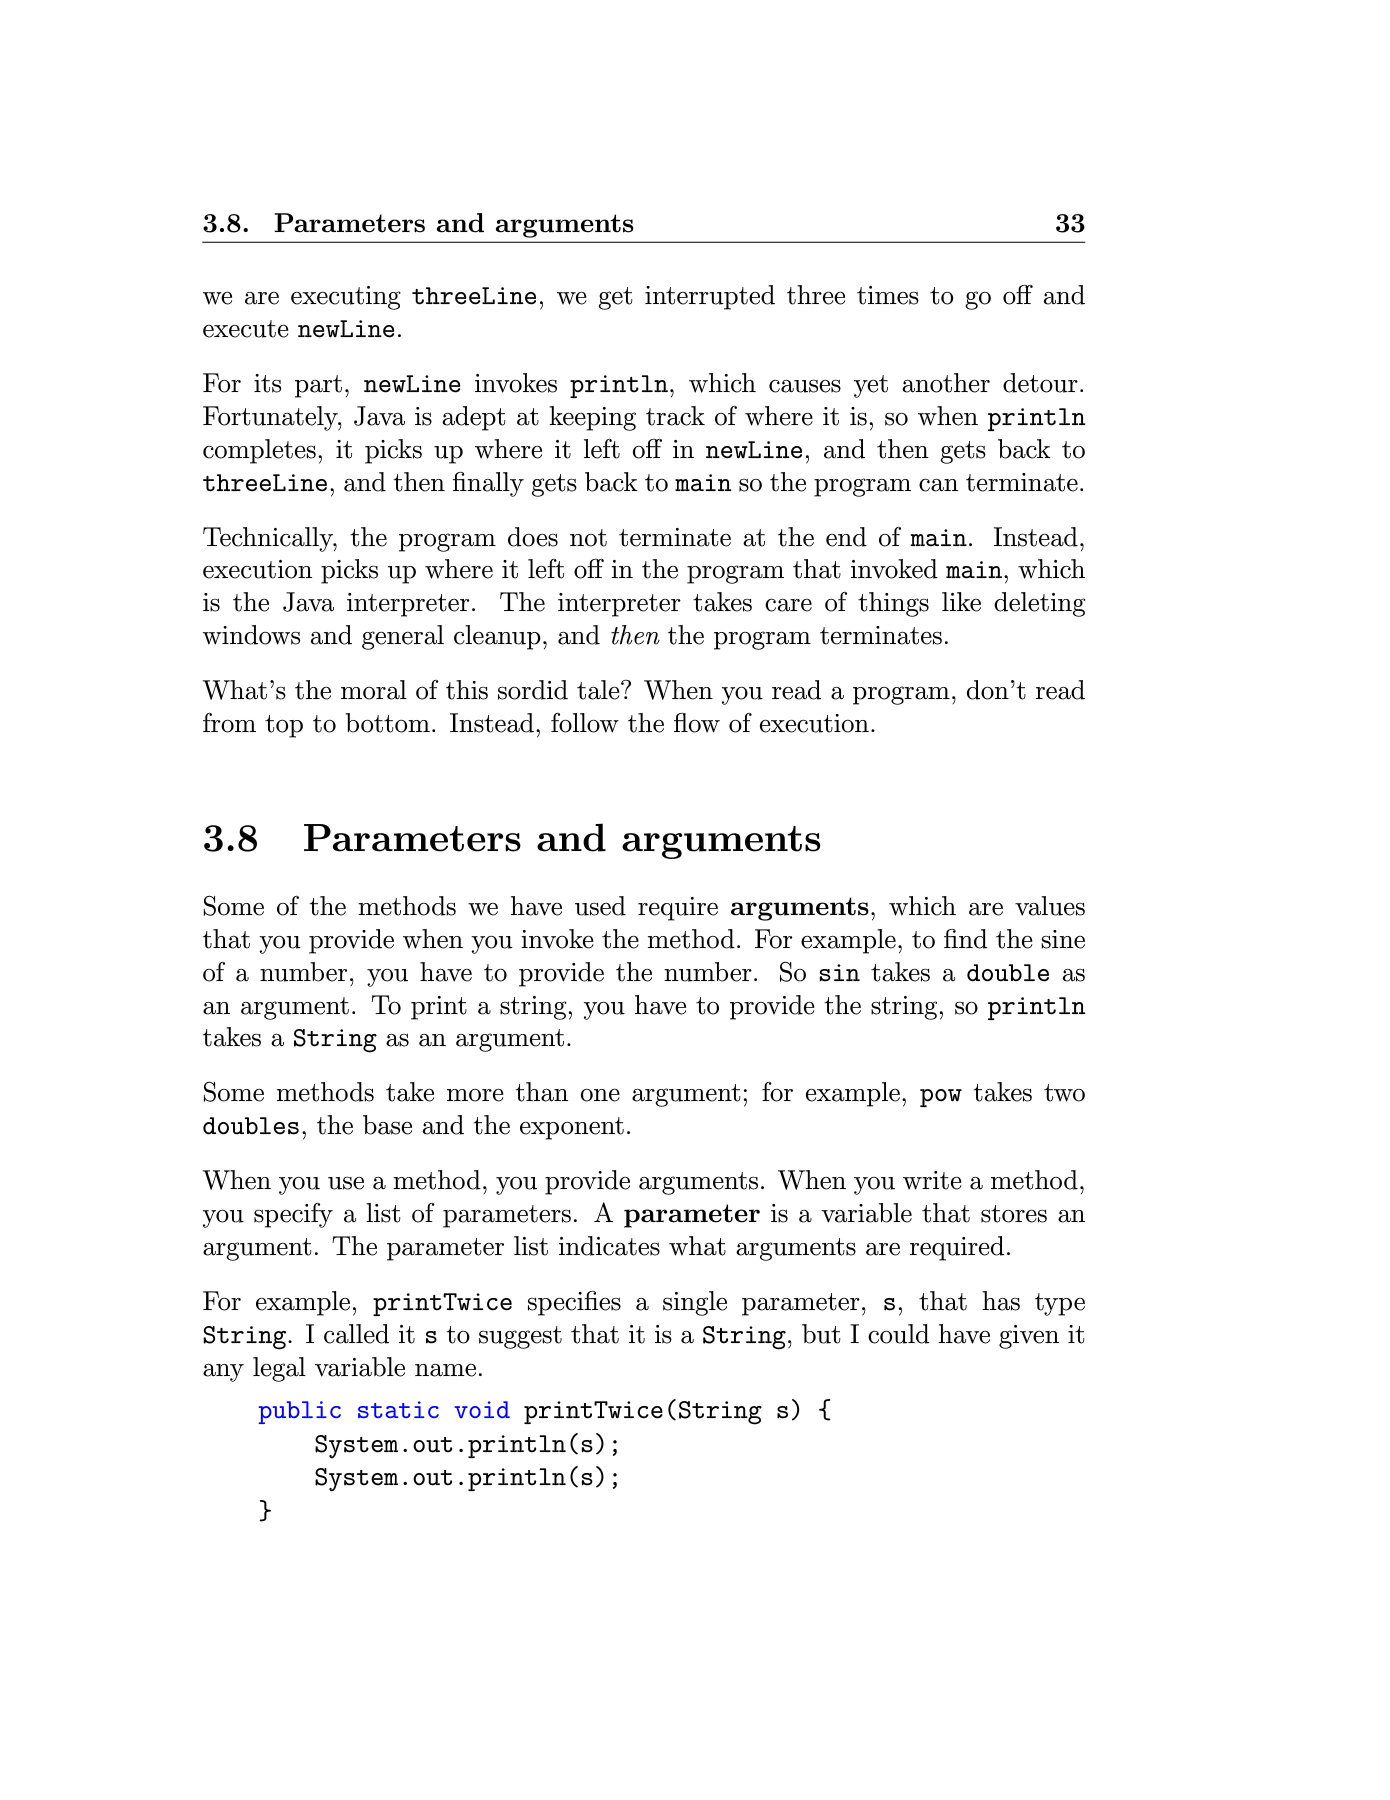 3.8. Parameters and arguments 33
we are executing threeLine, we get interrupted three times to go off and
execute newLine.
For its part, newLine invokes println, which causes yet another detour.
Fortunately, Java is adept at keeping track of where it is, so when println
completes, it picks up where it left off in newLine, and then gets back to
threeLine, and then finally gets back to main so the program can terminate.
Technically, the program does not terminate at the end of main. Instead,
execution picks up where it left off in the program that invoked main, which
is the Java interpreter. The interpreter takes care of things like deleting
windows and general cleanup, and then the program terminates.
What's the moral of this sordid tale? When you read a program, don't read
from top to bottom. Instead, follow the flow of execution.
3.8 Parameters and arguments
Some of the methods we have used require arguments, which are values
that you provide when you invoke the method. For example, to find the sine
of a number, you have to provide the number. So sin takes a double as
an argument. To print a string, you have to provide the string, so println
takes a String as an argument.
Some methods take more than one argument; for example, pow takes two
doubles, the base and the exponent.
When you use a method, you provide arguments. When you write a method,
you specify a list of parameters. A parameter is a variable that stores an
argument. The parameter list indicates what arguments are required.
For example, printTwice specifies a single parameter, s, that has type
String. I called it s to suggest that it is a String, but I could have given it
any legal variable name.
public static void printTwice(String s) {
    System.out.println(s);
    System.out.println(s);
}